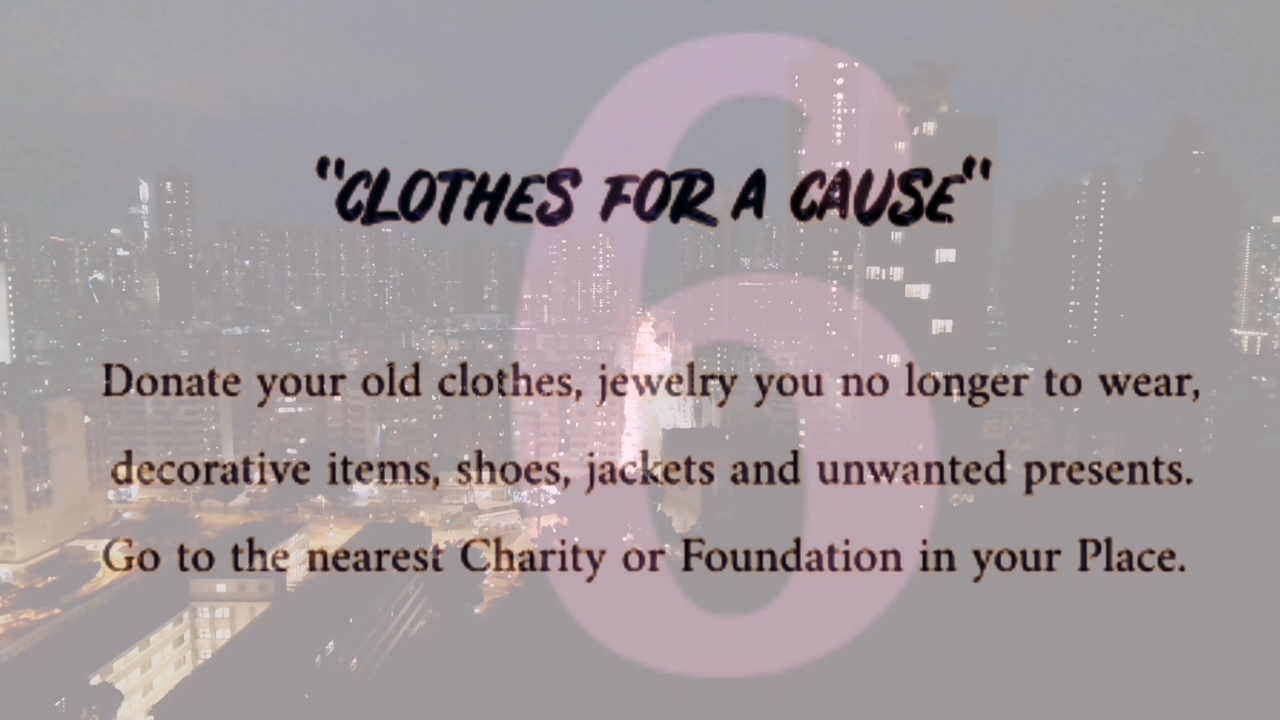 6
"CLOTHES FOR A CAUSE"
Donate your old clothes, jewelry you no longer to wear,
decorative items, shoes, jackets and unwanted presents.
Go to the nearest Charity or Foundation in your Place.